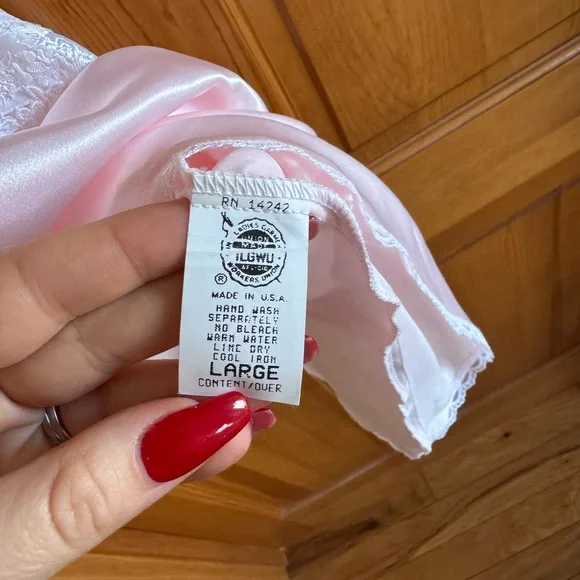 RN 14242
LADIES GARMENT
UNION
MADE
ILGWU
AFL-CIO
WORKERS UNION
®
MADE IN U.S.A.
HAND WASH
SEPARATELY
NO BLEACH
WARM WATER
LINE DRY
COOL IRON
LARGE
CONTENT/OVER